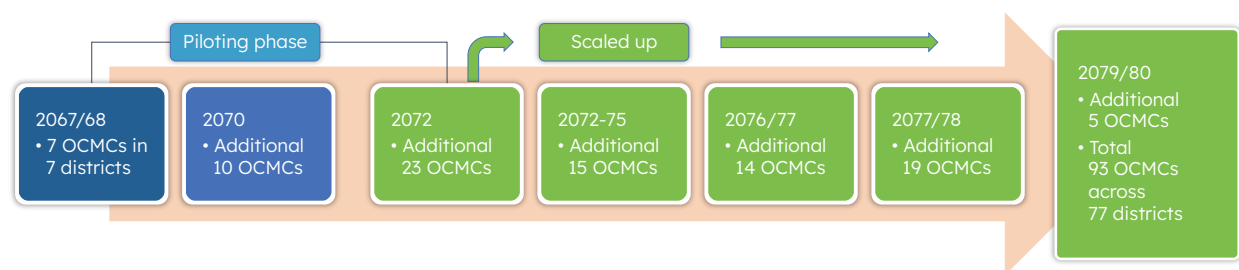 Piloting phase
Scaled up
2067/68
• 7 OCMCs in
7 districts
2070
• Additional
10 OCMCs
2072
• Additional
23 OCMCs
2072-75
• Additional
15 OCMCs
2076/77
• Additional
14 OCMCs
2077/78
• Additional
19 OCMCs
2079/80
• Additional
5 OCMCs
• Total
93 OCMCs
across
77 districts